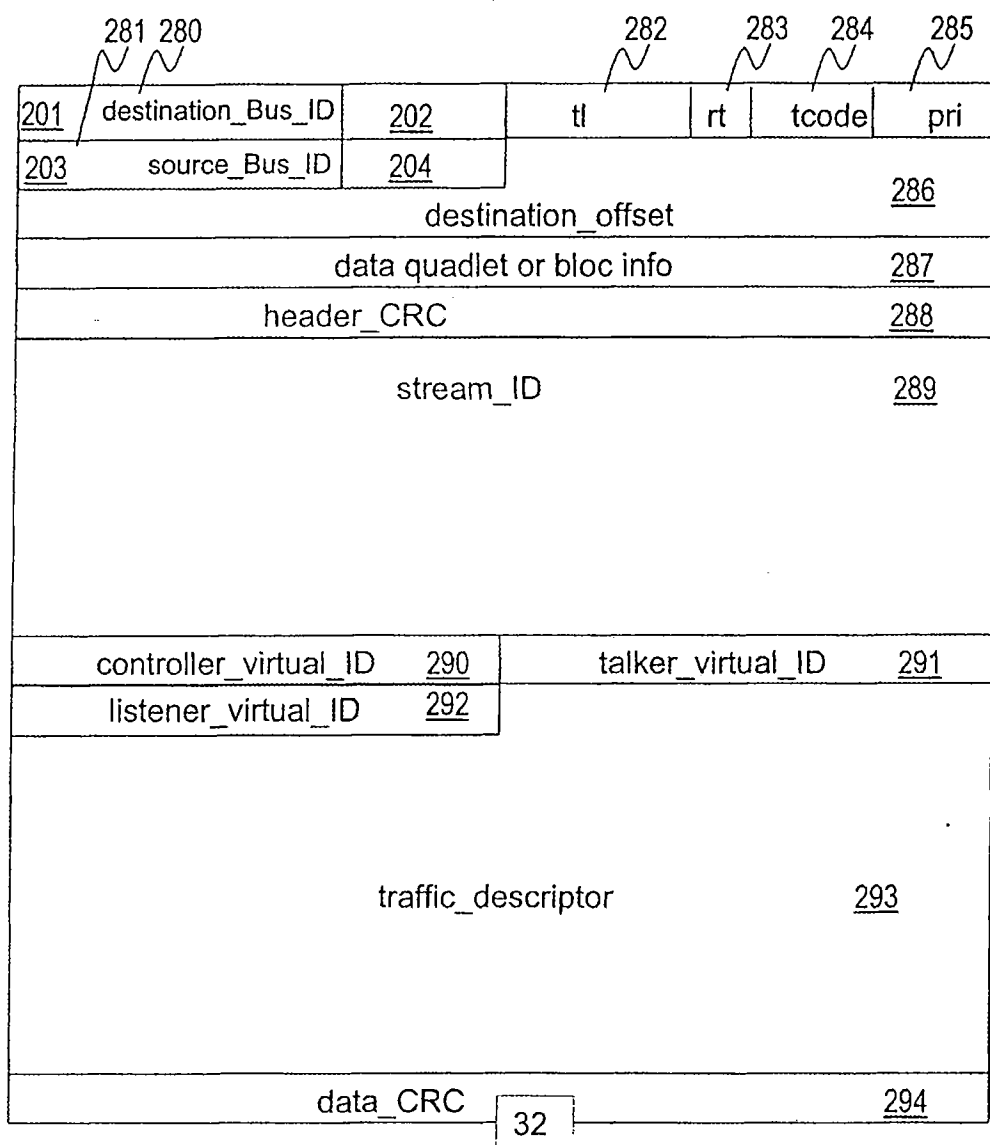 281 280 282 283 284 285
201 destination_Bus_ID 202 tl rt tcode pri
203 source_Bus_ID 204
286
destination_offset
data quadlet or bloc info 287
header_CRC 288
stream_ID 289
controller_virtual_ID 290 talker_virtual_ID 291
listener_virtual_ID 292
traffic_descriptor 293
data_CRC 294
32